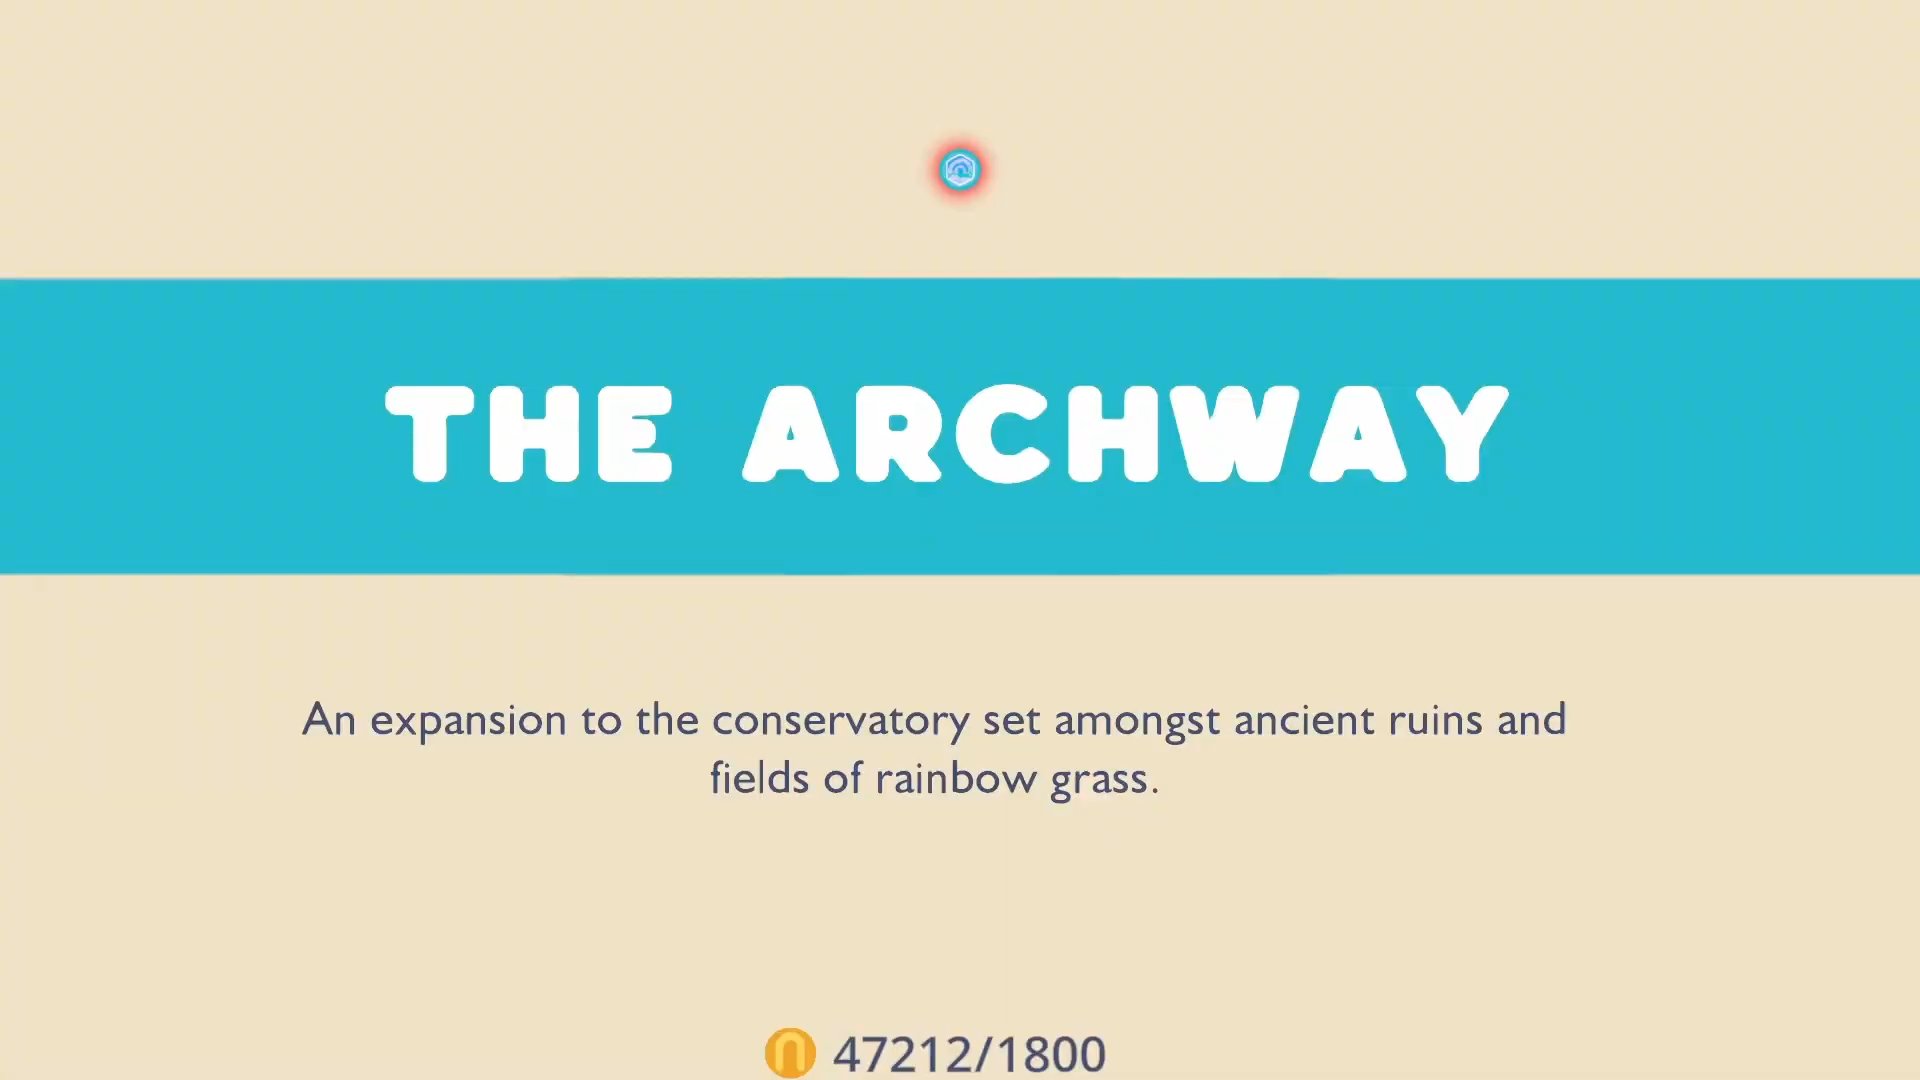 THE ARCHWAY
An expansion to the conservatory set amongst ancient ruins and
fields of rainbow grass.
47212/1800